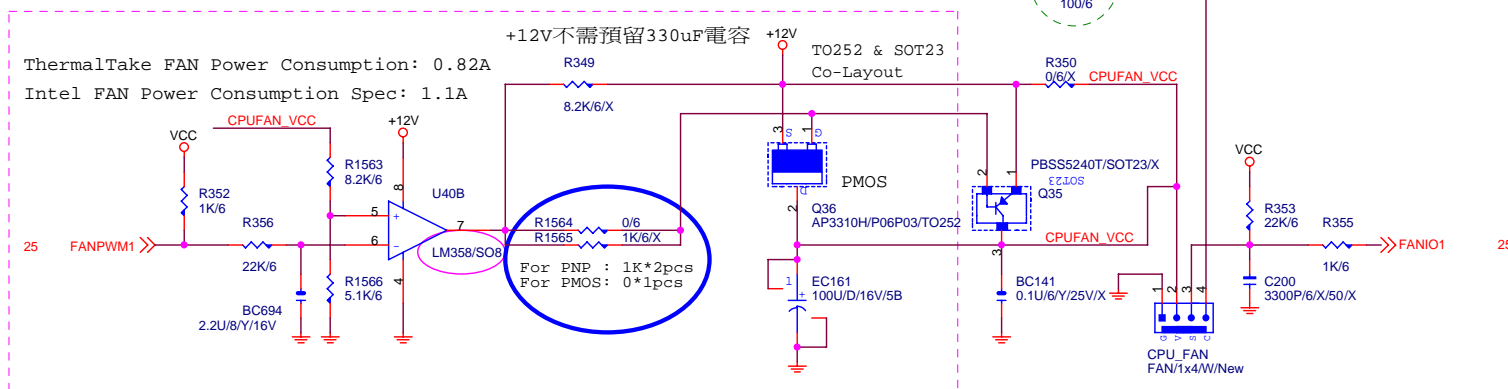 100/6
+12V不需預留330uF電容
+12V
TO252 & SOT23
Co-Layout
ThermalTake FAN Power Consumption: 0.82A
Intel FAN Power Consumption Spec: 1.1A
R349
8.2K/6/X
R350
0/6/X
CPUFAN_VCC
CPUFAN_VCC
+12V
VCC
R1563
8.2K/6
R352
1K/6
U40B
8
5
+
7
6
-
4
LM358/SO8
R356
22K/6
25
FANPWM1
R1566
5.1K/6
BC694
2.2U/8/Y/16V
R1564
0/6
R1565
1K/6/X
For PNP : 1K*2pcs
For PMOS: 0*1pcs
3
S
1
G
D
PMOS
2
Q36
AP3310H/P06P03/TO252
2
1
PBSS5240T/SOT23/X
SOT23
Q35
CPUFAN_VCC
3
1
+
EC161
100U/D/16V/5B
BC141
0.1U/6/Y/25V/X
VCC
R353
22K/6
R355
1K/6
FANIO1
25
C200
3300P/6/X/50/X
1
2
3
4
G
V
S
C
CPU_FAN
FAN/1x4/W/New